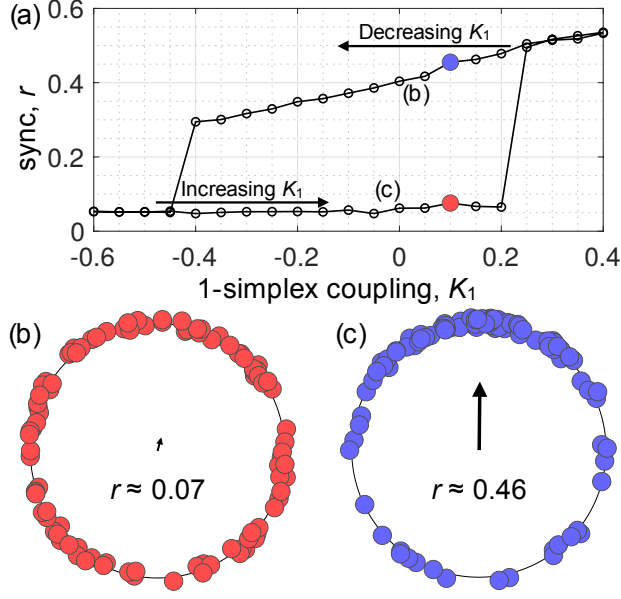 (a)
0.6
0.4
0.2
0
sync, r
Decreasing K₁
(b)
Increasing K₁
(c)
-0.6 -0.4 -0.2 0 0.2 0.4
1-simplex coupling, K₁
(b) (c)
r ≈ 0.07 r ≈ 0.46